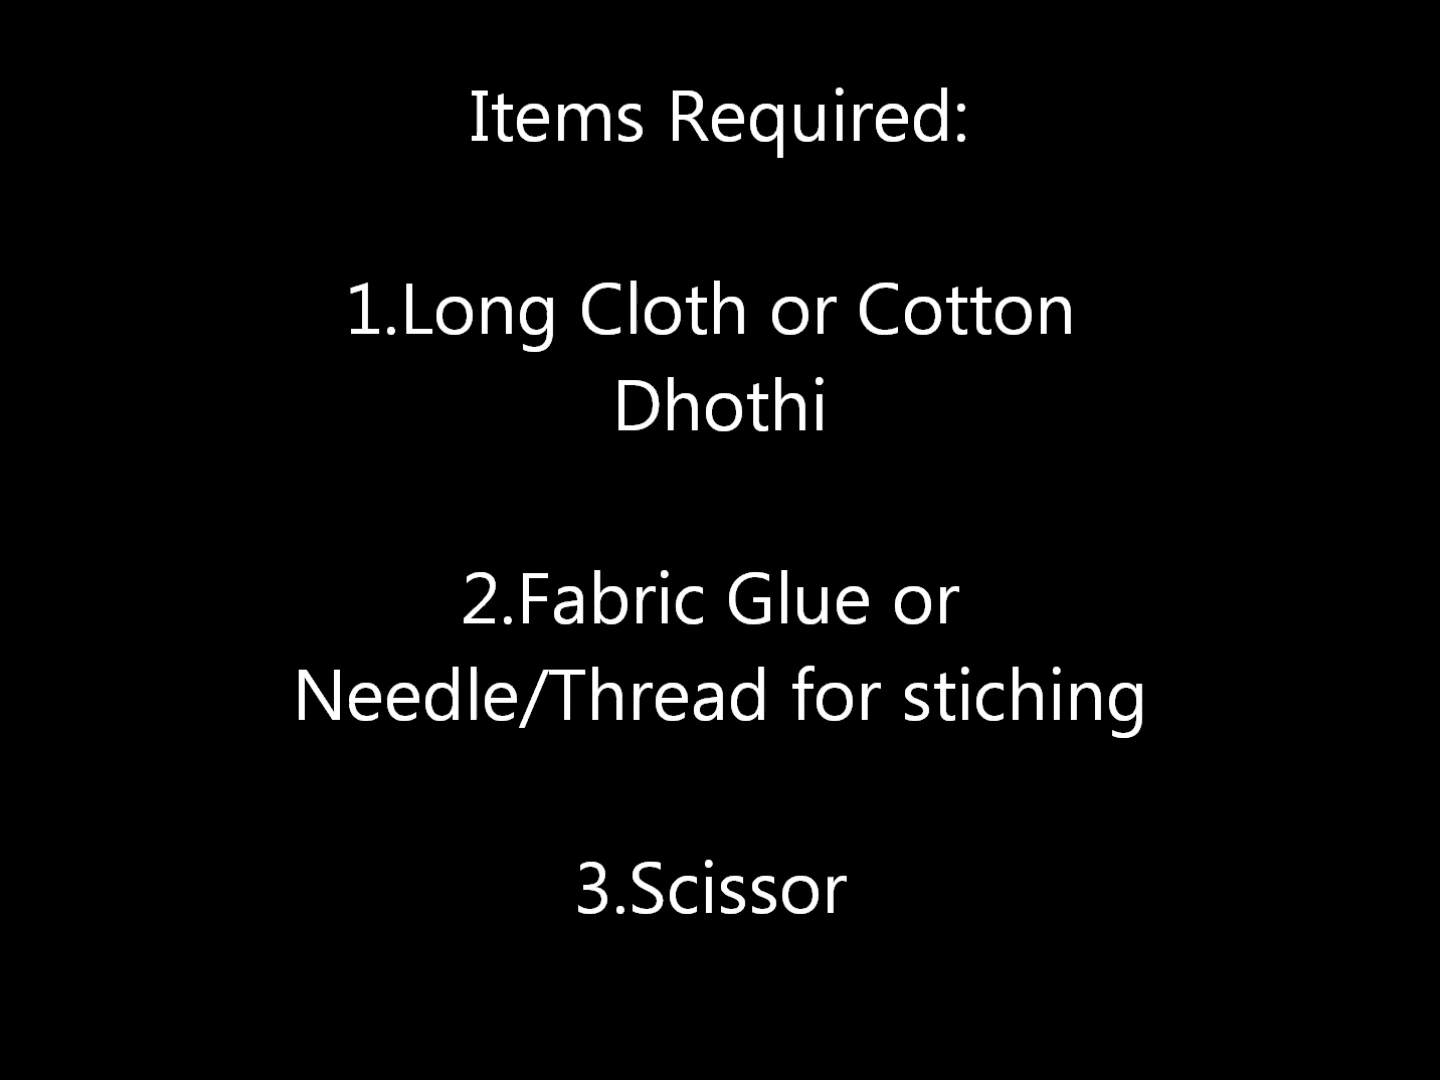 Items Required:
1.Long Cloth or Cotton
Dhothi
2.Fabric Glue or
Needle/Thread for stiching
3.Scissor